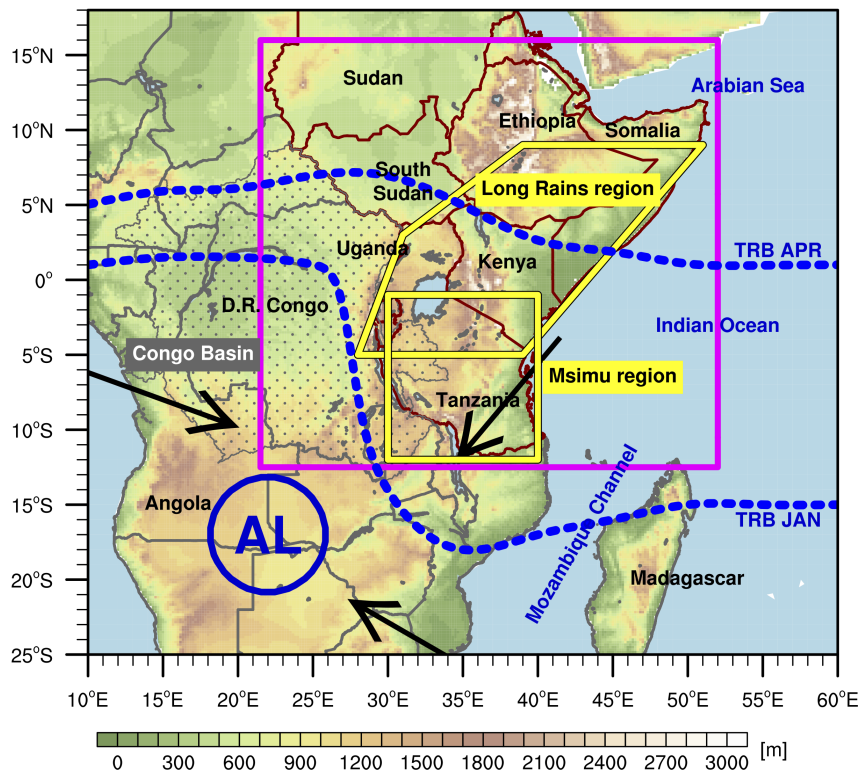 15°N
10°N
5°N
0°
5°S
10°S
15°S
20°S
25°S
Sudan
Arabian Sea
Ethiopia
Somalia
South
Sudan
Long Rains region
Uganda
Kenya
TRB APR
D.R. Congo
Indian Ocean
Congo Basin
Msimu region
Tanzania
Angola
AL
Mozambique Channel
TRB JAN
Madagascar
10°E 15°E 20°E 25°E 30°E 35°E 40°E 45°E 50°E 55°E 60°E
0 300 600 900 1200 1500 1800 2100 2400 2700 3000 [m]